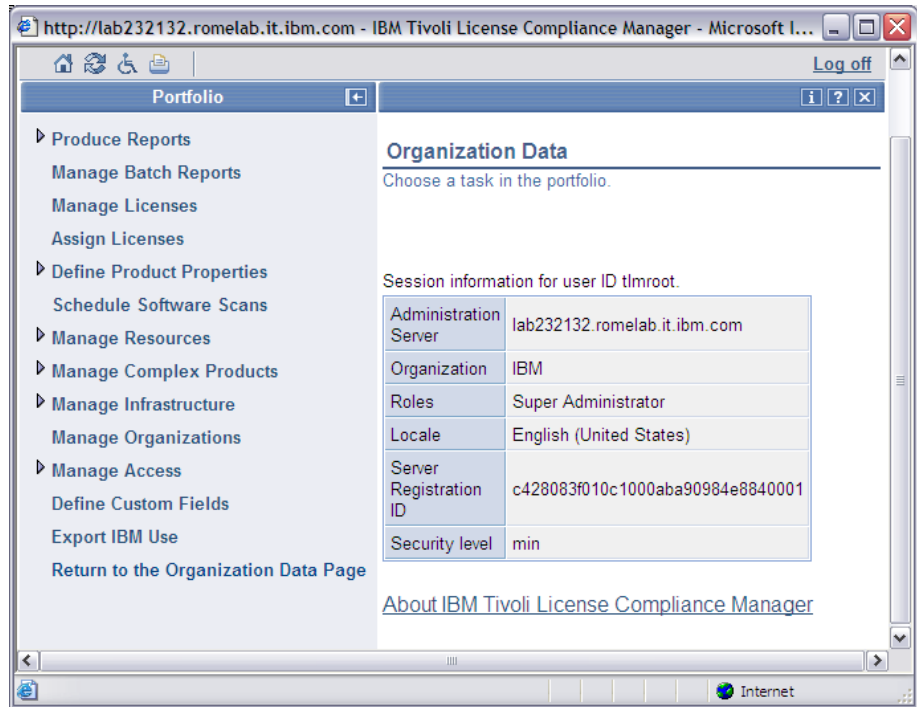 http://lab232132.romelab.it.ibm.com - IBM Tivoli License Compliance Manager - Microsoft I...
Log off
Portfolio
i ? X
Produce Reports
Manage Batch Reports
Manage Licenses
Assign Licenses
Define Product Properties
Schedule Software Scans
Manage Resources
Manage Complex Products
Manage Infrastructure
Manage Organizations
Manage Access
Define Custom Fields
Export IBM Use
Return to the Organization Data Page
Organization Data
Choose a task in the portfolio.
Session information for user ID tlmroot.
Administration
Server
lab232132.romelab.it.ibm.com
Organization IBM
Roles Super Administrator
Locale English (United States)
Server
Registration
ID
c428083f010c1000aba90984e8840001
Security level min
About IBM Tivoli License Compliance Manager
Internet